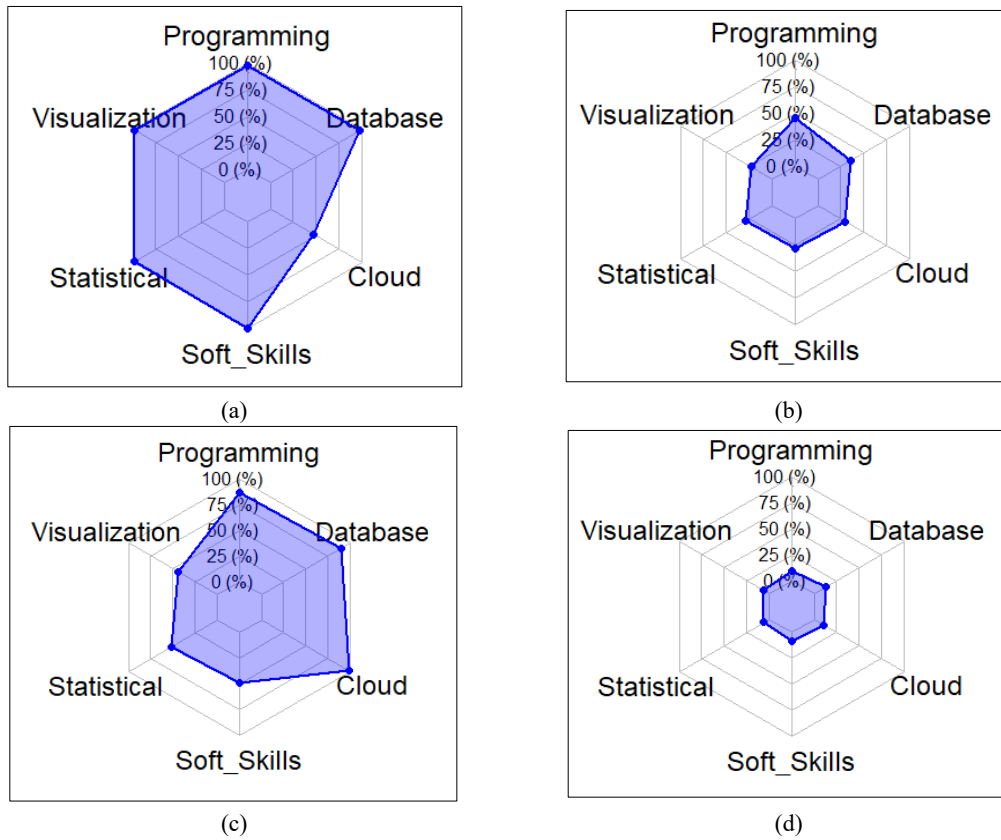 Programming
100 (%)
75 (%)
50 (%)
25 (%)
0 (%)
Visualization
Database
Statistical
Cloud
Soft_Skills
(a)
Programming
100 (%)
75 (%)
50 (%)
25 (%)
0 (%)
Visualization
Database
Statistical
Cloud
Soft_Skills
(b)
Programming
100 (%)
75 (%)
50 (%)
25 (%)
0 (%)
Visualization
Database
Statistical
Cloud
Soft_Skills
(c)
Programming
100 (%)
75 (%)
50 (%)
25 (%)
0 (%)
Visualization
Database
Statistical
Cloud
Soft_Skills
(d)